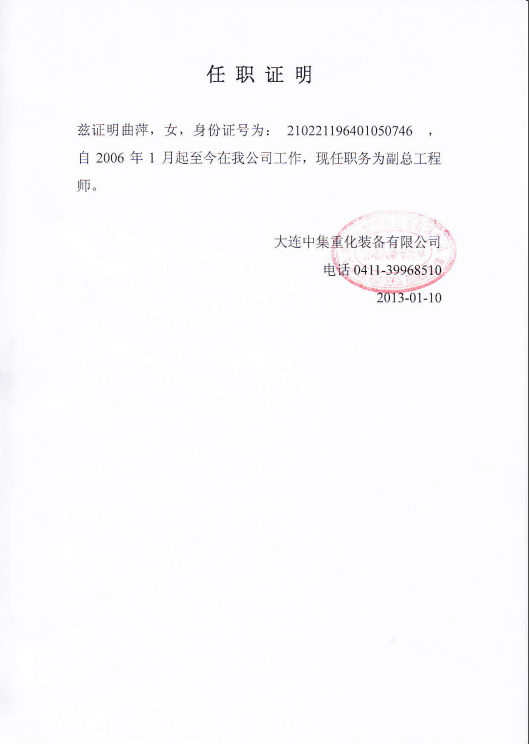 任 职 证 明
兹证明曲萍，女，身份证号为： 210221196401050746 ，
自 2006 年 1 月起至今在我公司工作，现任职务为副总工程
师。
大连中集重化装备有限公司
电话 0411-39968510
2013-01-10